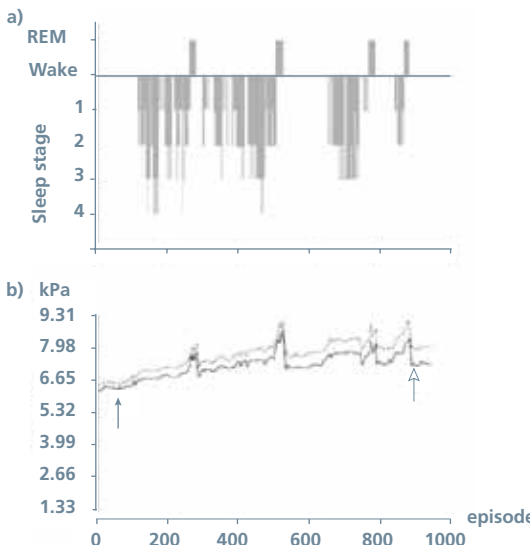 a)
REM
Wake
1
2
3
4
Sleep stage
b) kPa
9.31
7.98
6.65
5.32
3.99
2.66
1.33
0 200 400 600 800 1000
episode